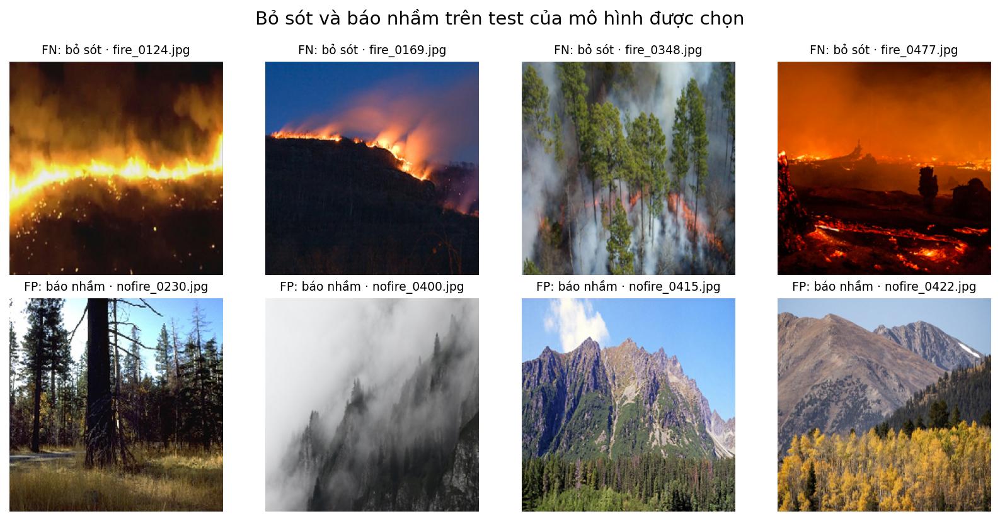 Bỏ sót và báo nhầm trên test của mô hình được chọn
FN: bỏ sót · fire_0124.jpg
FN: bỏ sót · fire_0169.jpg
FN: bỏ sót · fire_0348.jpg
FN: bỏ sót · fire_0477.jpg
FP: báo nhầm · nofire_0230.jpg
FP: báo nhầm · nofire_0400.jpg
FP: báo nhầm · nofire_0415.jpg
FP: báo nhầm · nofire_0422.jpg